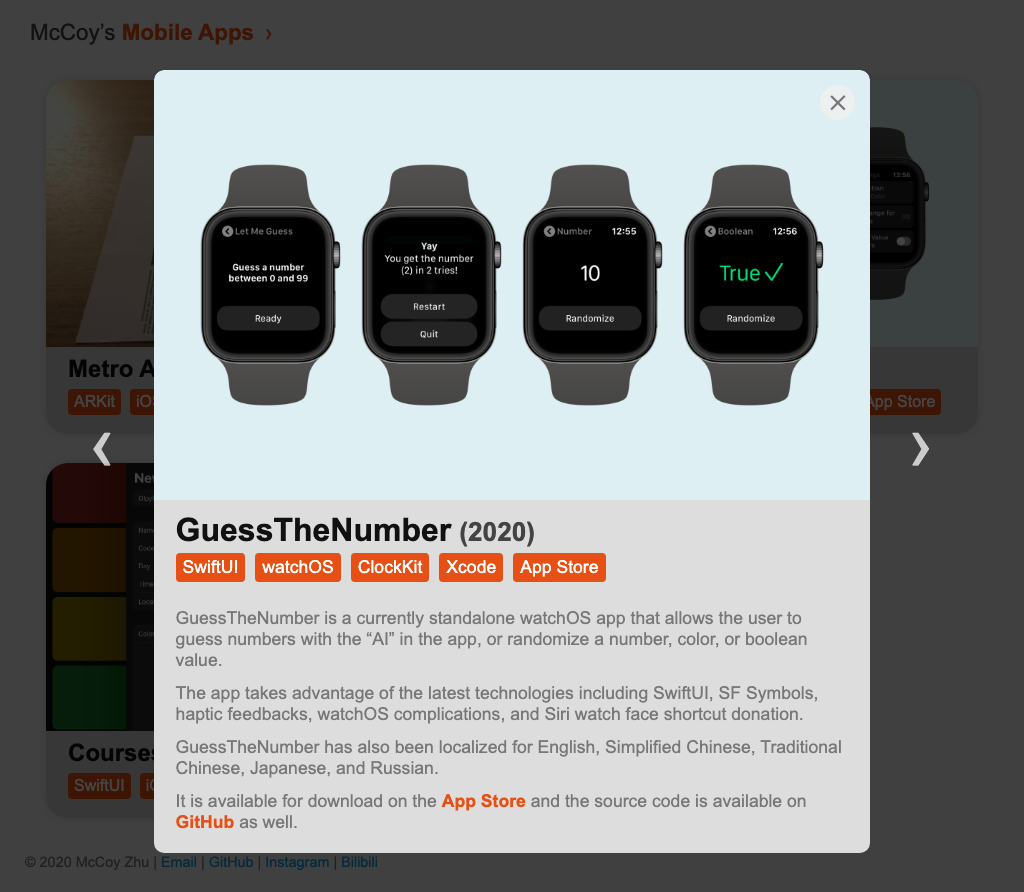 McCoy’s Mobile Apps ›
Let Me Guess
Guess a number
between 0 and 99
Ready
Yay
You get the number
(2) in 2 tries!
Restart
Quit
Number 12:55
10
Randomize
Boolean 12:56
True
Randomize
13:56
Metro A
ARKit
App Store
GuessTheNumber (2020)
SwiftUI watchOS ClockKit Xcode App Store
GuessTheNumber is a currently standalone watchOS app that allows the user to
guess numbers with the “AI” in the app, or randomize a number, color, or boolean
value.
The app takes advantage of the latest technologies including SwiftUI, SF Symbols,
haptic feedbacks, watchOS complications, and Siri watch face shortcut donation.
GuessTheNumber has also been localized for English, Simplified Chinese, Traditional
Chinese, Japanese, and Russian.
It is available for download on the App Store and the source code is available on
GitHub as well.
Courses
SwiftUI
© 2020 McCoy Zhu | Email | GitHub | Instagram | Bilibili